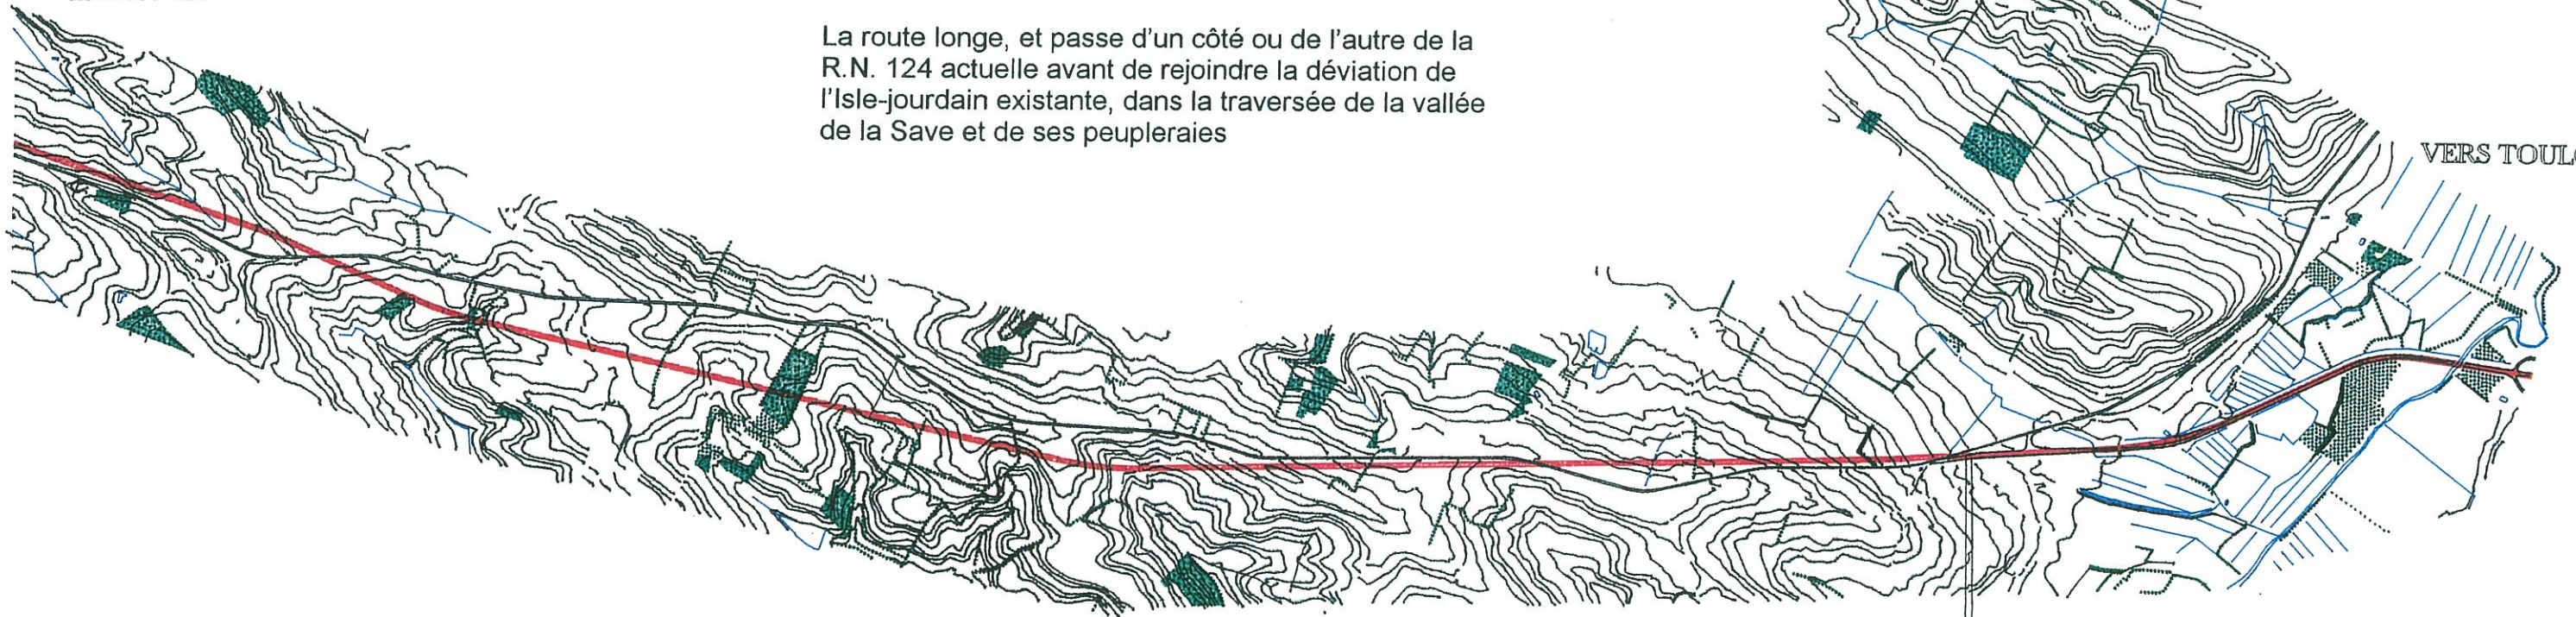 La route longe, et passe d'un côté ou de l'autre de la
R.N. 124 actuelle avant de rejoindre la déviation de
l'Isle-jourdain existante, dans la traversée de la vallée
de la Save et de ses peupleraies
VERS